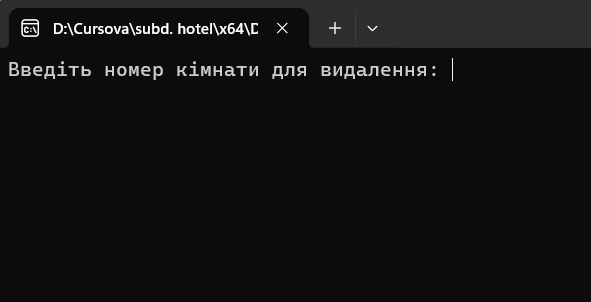 D:\Cursova\subd. hotel\x64\D
Введіть номер кімнати для видалення: